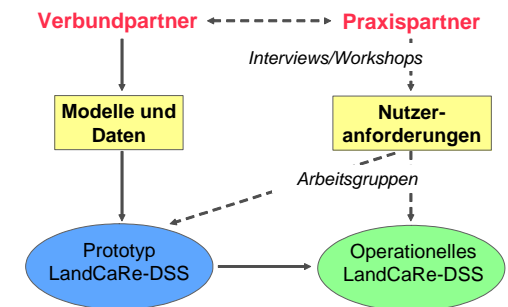 Verbundpartner
Praxispartner
Interviews/Workshops
Modelle und
Daten
Nutzer-
anforderungen
Arbeitsgruppen
Prototyp
LandCaRe-DSS
Operationelles
LandCaRe-DSS